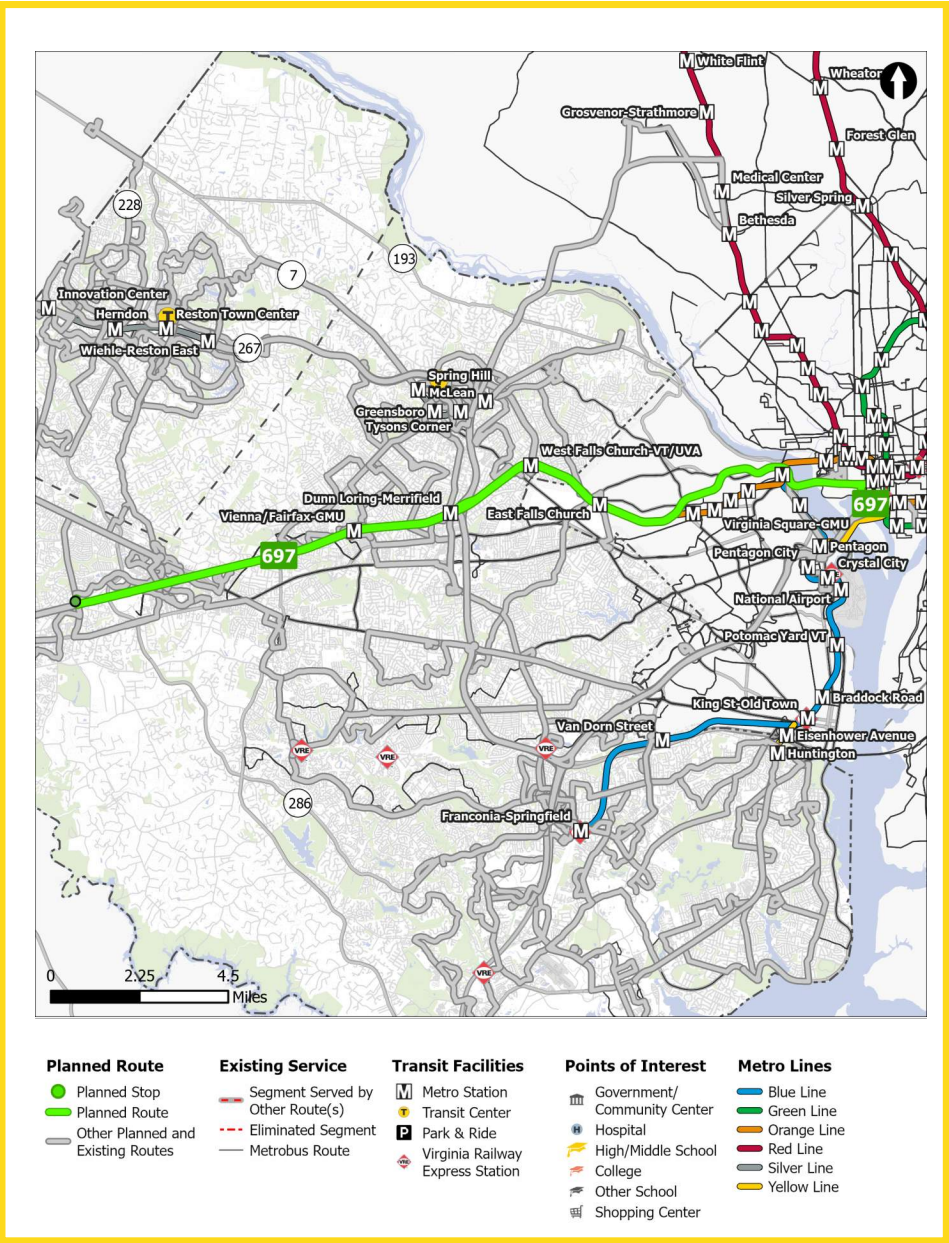 White Flint
Wheaton
Grosvenor-Strathmore
Forest Glen
Medical Center
Silver Spring
228
Bethesda
193
7
Innovation Center
Herndon
T
Reston Town Center
Wiehle-Reston East
267
Spring Hill
McLean
Greensboro
Tysons Corner
West Falls Church-VT/UVA
Dunn Loring-Merrifield
Vienna/Fairfax-GMU
East Falls Church
697
Virginia Square-GMU
697
Pentagon City
Pentagon
Crystal City
National Airport
Potomac Yard VT
King St-Old Town
Braddock Road
Van Dorn Street
Eisenhower Avenue
Huntington
VRE
VRE
VRE
286
Franconia-Springfield
VRE
0 2.25 4.5
Miles
Planned Route
Planned Stop
Planned Route
Other Planned and
Existing Routes
Existing Service
Segment Served by
Other Route(s)
Eliminated Segment
Metrobus Route
Transit Facilities
M Metro Station
T Transit Center
P Park & Ride
VRE Virginia Railway
Express Station
Points of Interest
Government/
Community Center
H Hospital
High/Middle School
College
Other School
Shopping Center
Metro Lines
Blue Line
Green Line
Orange Line
Red Line
Silver Line
Yellow Line